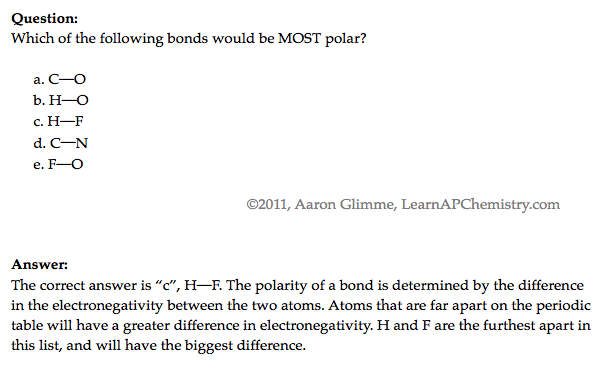 Question:
Which of the following bonds would be MOST polar?
a. C—O
b. H—O
c. H—F
d. C—N
e. F—O
©2011, Aaron Glimme, LearnAPChemistry.com
Answer:
The correct answer is “c”, H—F. The polarity of a bond is determined by the difference
in the electronegativity between the two atoms. Atoms that are far apart on the periodic
table will have a greater difference in electronegativity. H and F are the furthest apart in
this list, and will have the biggest difference.